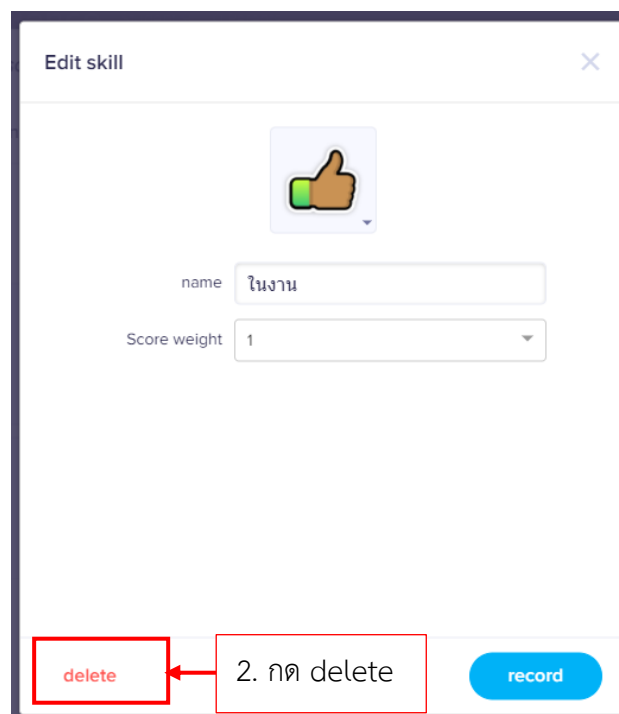 Edit skill
name
ในงาน
Score weight
1
delete
2. กด delete
record